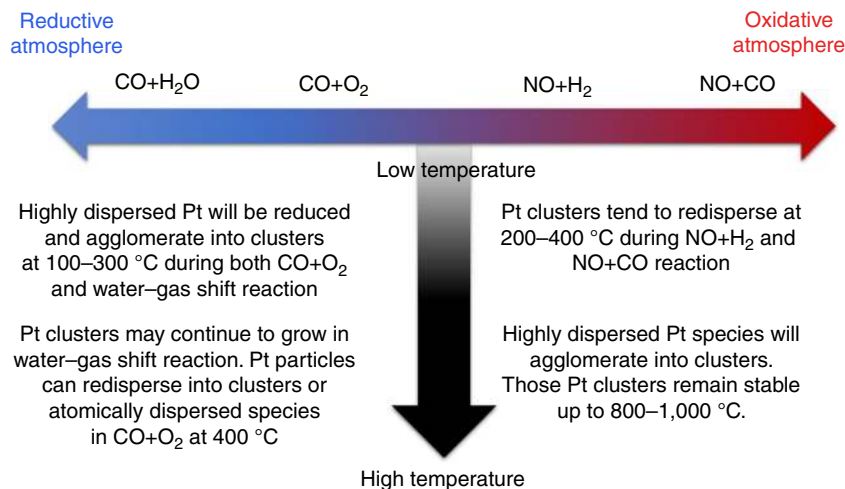 Reductive
atmosphere
Oxidative
atmosphere
CO+H₂O
CO+O₂
NO+H₂
NO+CO
Low temperature
Highly dispersed Pt will be reduced
and agglomerate into clusters
at 100–300 °C during both CO+O₂
and water–gas shift reaction
Pt clusters tend to redisperse at
200–400 °C during NO+H₂ and
NO+CO reaction
Pt clusters may continue to grow in
water–gas shift reaction. Pt particles
can redisperse into clusters or
atomically dispersed species
in CO+O₂ at 400 °C
Highly dispersed Pt species will
agglomerate into clusters.
Those Pt clusters remain stable
up to 800–1,000 °C.
High temperature